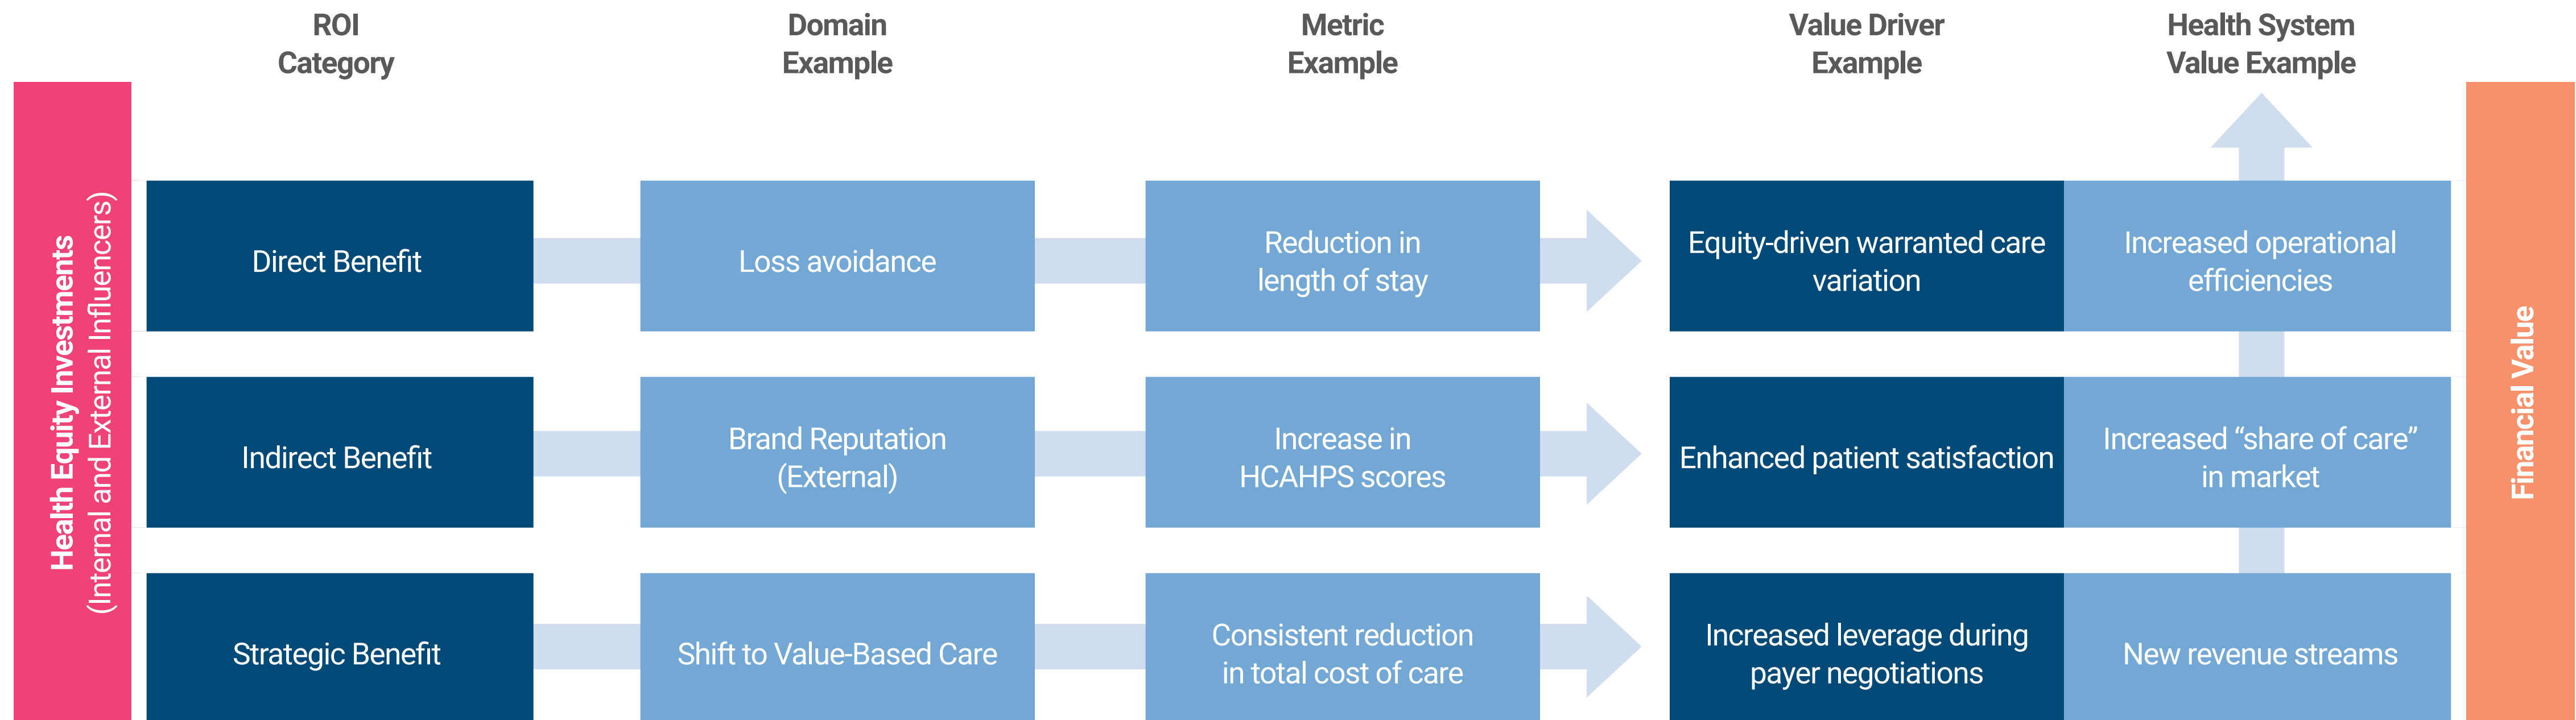 ROI
Category
Domain
Example
Metric
Example
Value Driver
Example
Health System
Value Example
Health Equity Investments
(Internal and External Influencers)
Direct Benefit
Loss avoidance
Reduction in
length of stay
Equity-driven warranted care
variation
Increased operational
efficiencies
Indirect Benefit
Brand Reputation
(External)
Increase in
HCAHPS scores
Enhanced patient satisfaction
Increased “share of care”
in market
Strategic Benefit
Shift to Value-Based Care
Consistent reduction
in total cost of care
Increased leverage during
payer negotiations
New revenue streams
Financial Value